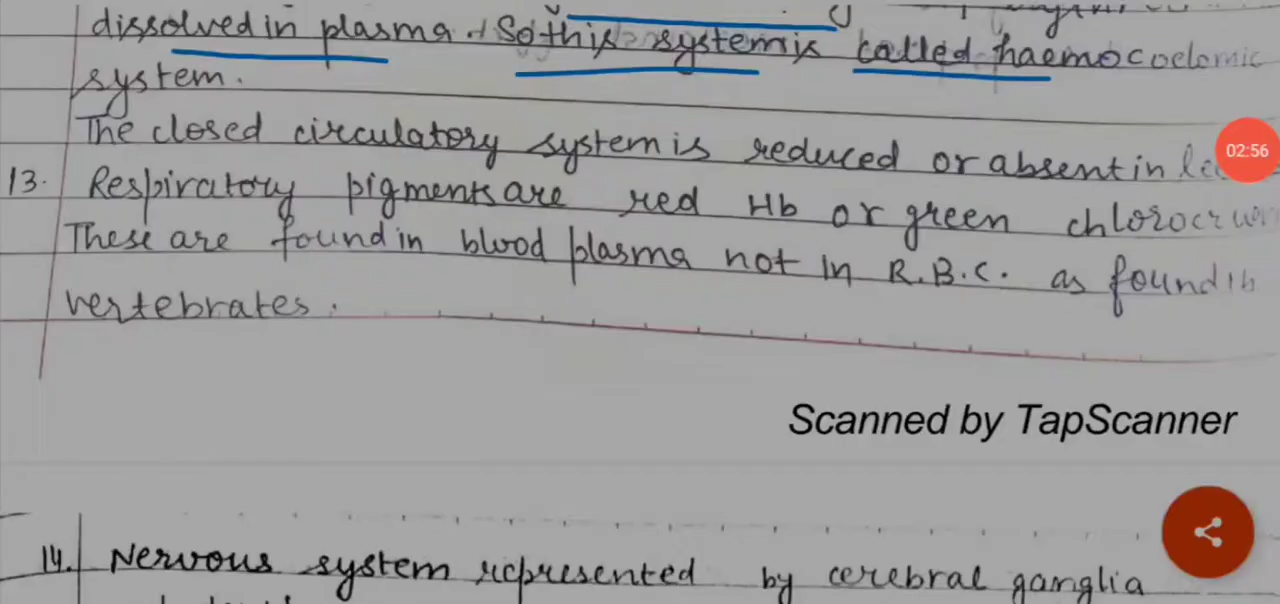 dissolved in plasma. So this system is called haemocoelomic
system.
The closed circulatory system is reduced or absent in
02:56
13. Respiratory pigments are red Hb or green
These are found in blood plasma not in R.B.C. as found in
vertebrates.
Scanned by TapScanner
14. Nervous system represented by cerebral ganglia